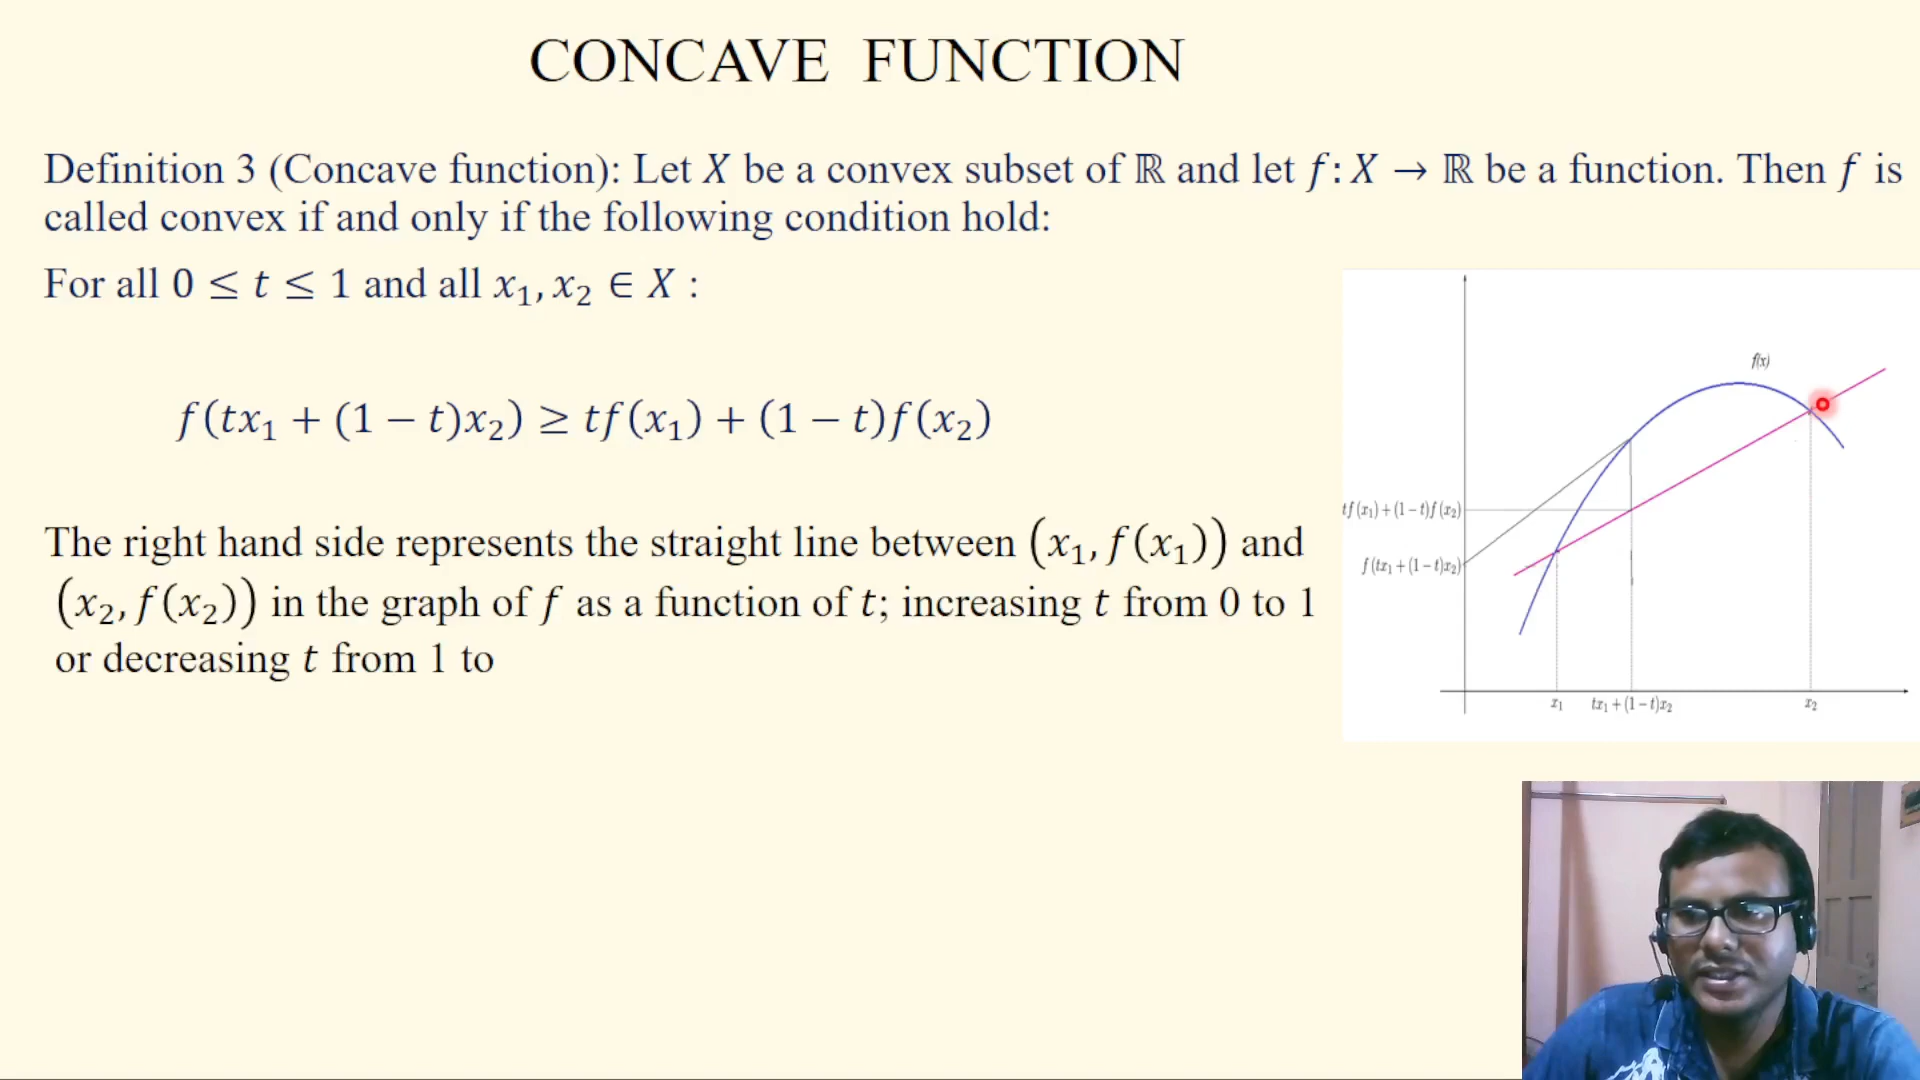 CONCAVE FUNCTION
Definition 3 (Concave function): Let X be a convex subset of ℝ and let f: X → ℝ be a function. Then f is
called convex if and only if the following condition hold:
For all 0 ≤ t ≤ 1 and all x₁, x₂ ∈ X :
f(tx₁ + (1 − t)x₂) ≥ tf(x₁) + (1 − t)f(x₂)
The right hand side represents the straight line between (x₁, f(x₁)) and
(x₂, f(x₂)) in the graph of f as a function of t; increasing t from 0 to 1
or decreasing t from 1 to
f(x)
tf(x₁)+(1−t)f(x₂)
f(tx₁+(1−t)x₂)
x₁ tx₁+(1−t)x₂ x₂